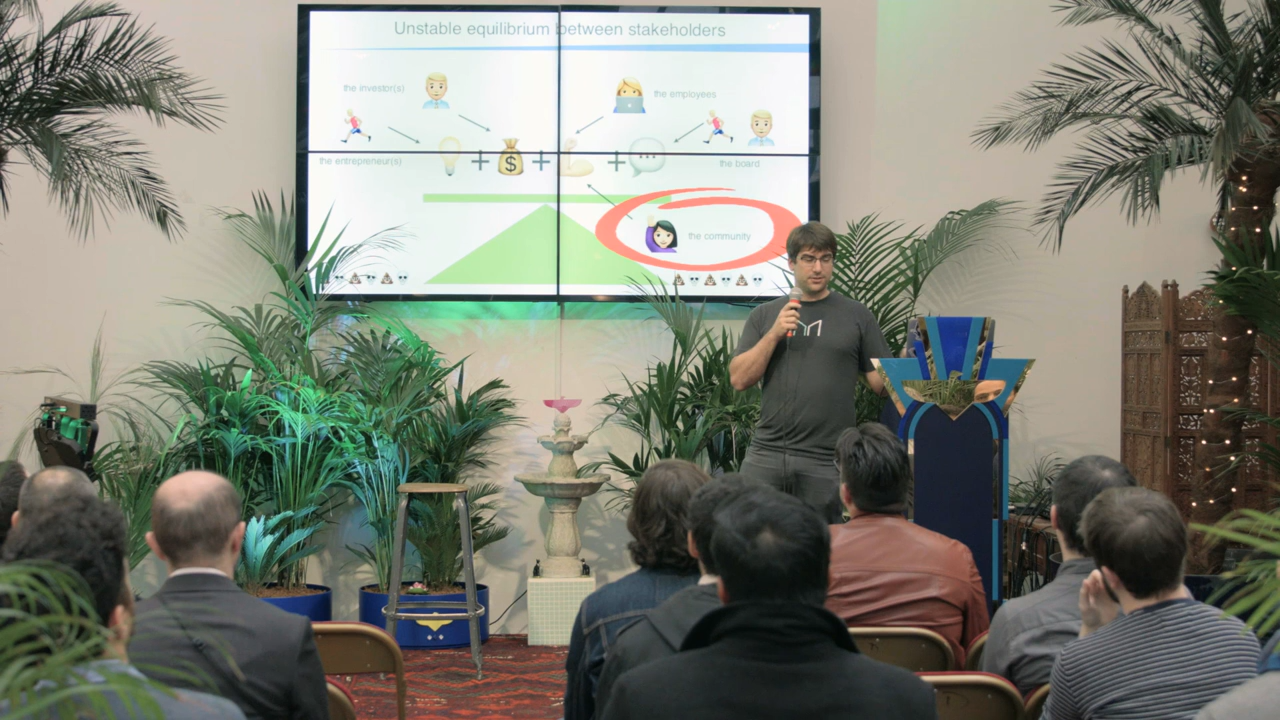 Unstable equilibrium between stakeholders
the investor(s)
the employees
the entrepreneur(s)
+ $ + +
the board
the community